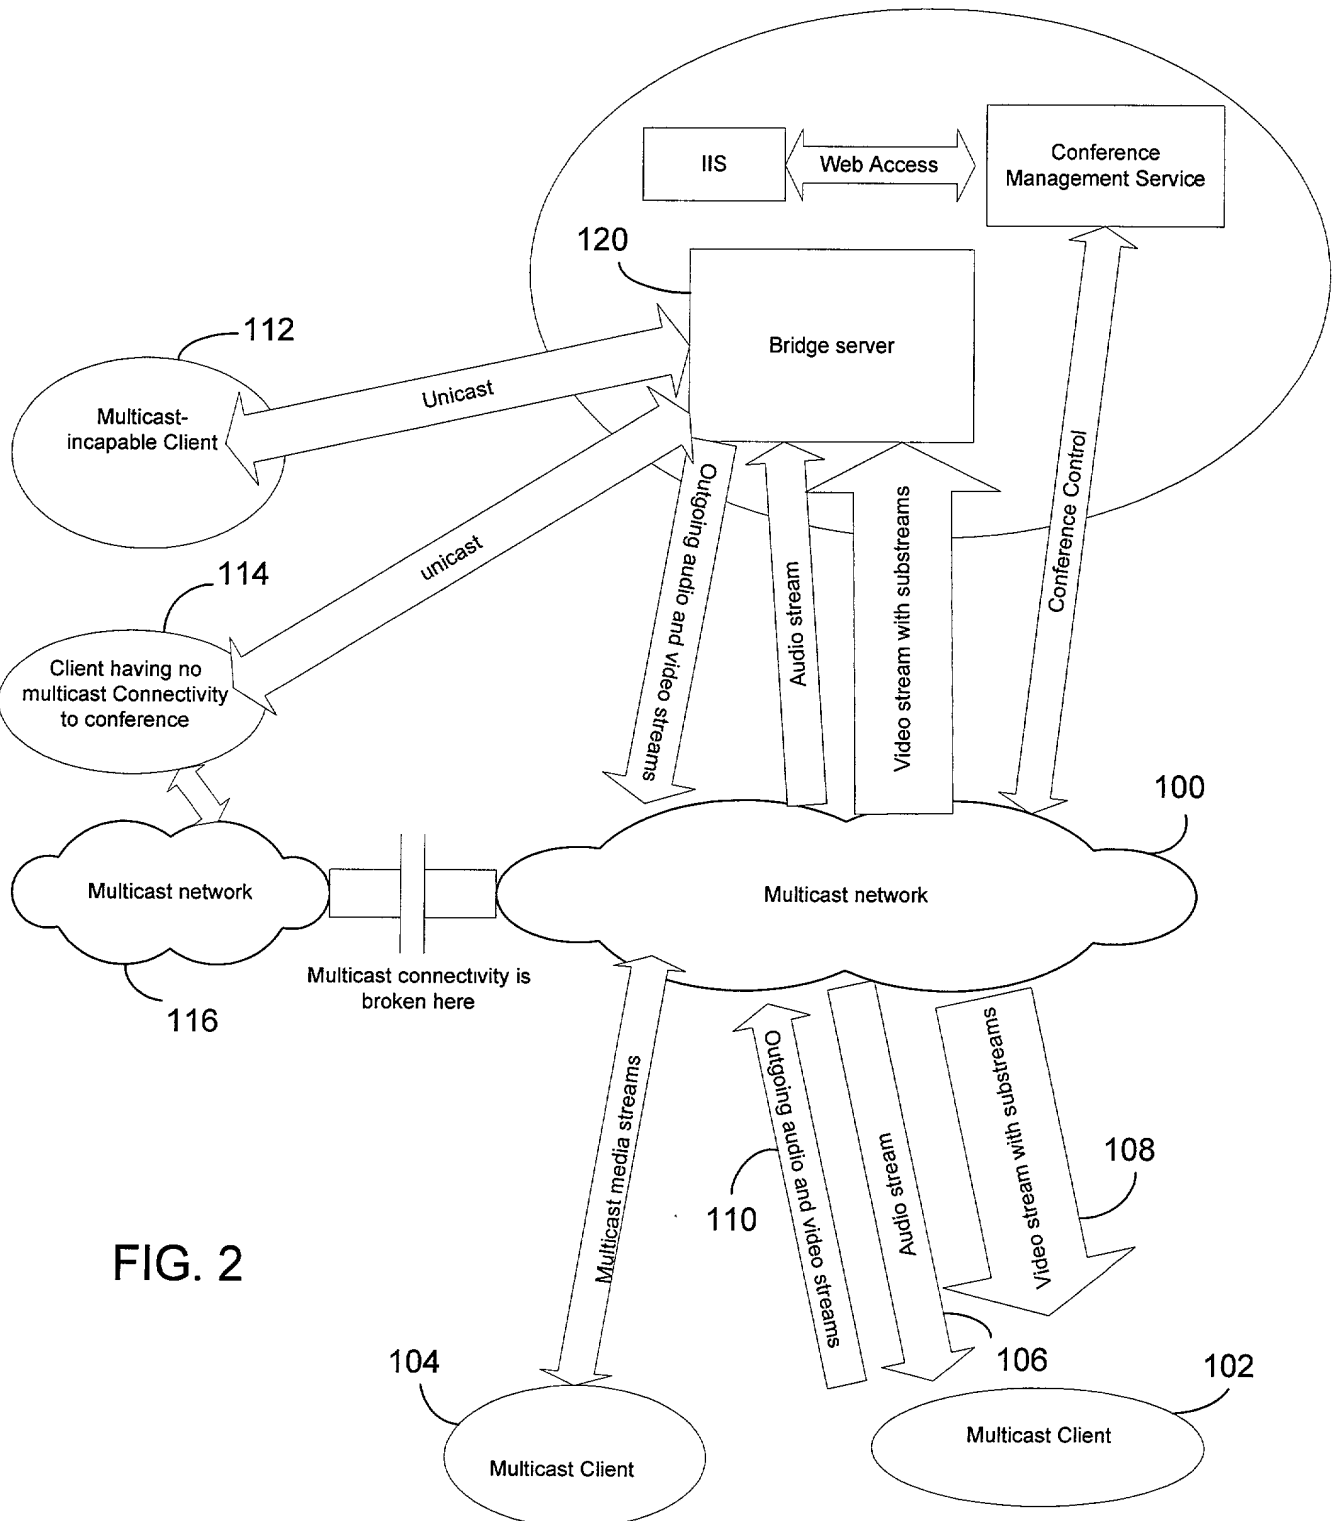 IIS
Web Access
Conference
Management Service
120
Bridge server
112
Multicast-
incapable Client
Unicast
unicast
114
Client having no
multicast Connectivity
to conference
Outgoing audio and video streams
Audio stream
Video stream with substreams
Conference Control
100
Multicast network
Multicast network
Multicast connectivity is
broken here
116
Multicast media streams
Outgoing audio and video streams
Audio stream
Video stream with substreams
108
110
FIG. 2
104
106
102
Multicast Client
Multicast Client